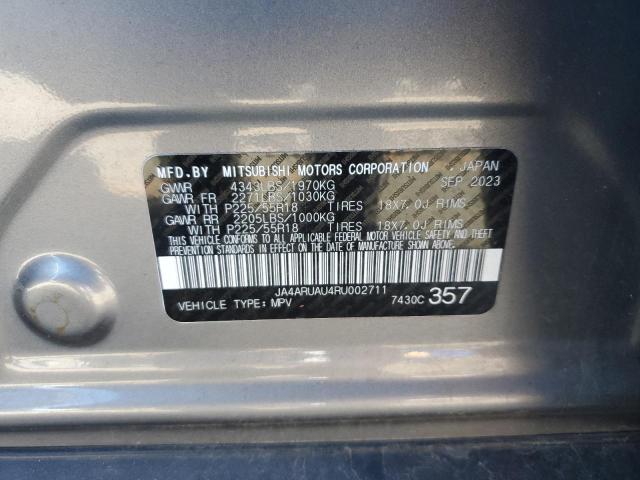 MFD.BY MITSUBISHI MOTORS CORPORATION , JAPAN
GVWR 4343LBS/1970KG SEP 2023
GAWR FR 2271LBS/1030KG
WITH P225/55R18 TIRES 18X7.0J RIMS
GAWR RR 2205LBS/1000KG
WITH P225/55R18 TIRES 18X7.0J RIMS
THIS VEHICLE CONFORMS TO ALL APPLICABLE FEDERAL MOTOR VEHICLE SAFETY AND THEFT
PREVENTION STANDARDS IN EFFECT ON THE DATE OF MANUFACTURE SHOWN ABOVE.
JA4ARUAU4RU002711
VEHICLE TYPE: MPV 7430C 357